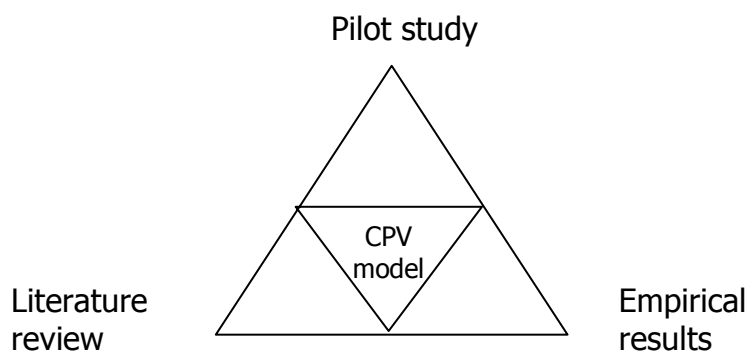 Pilot study
CPV
model
Literature
review
Empirical
results